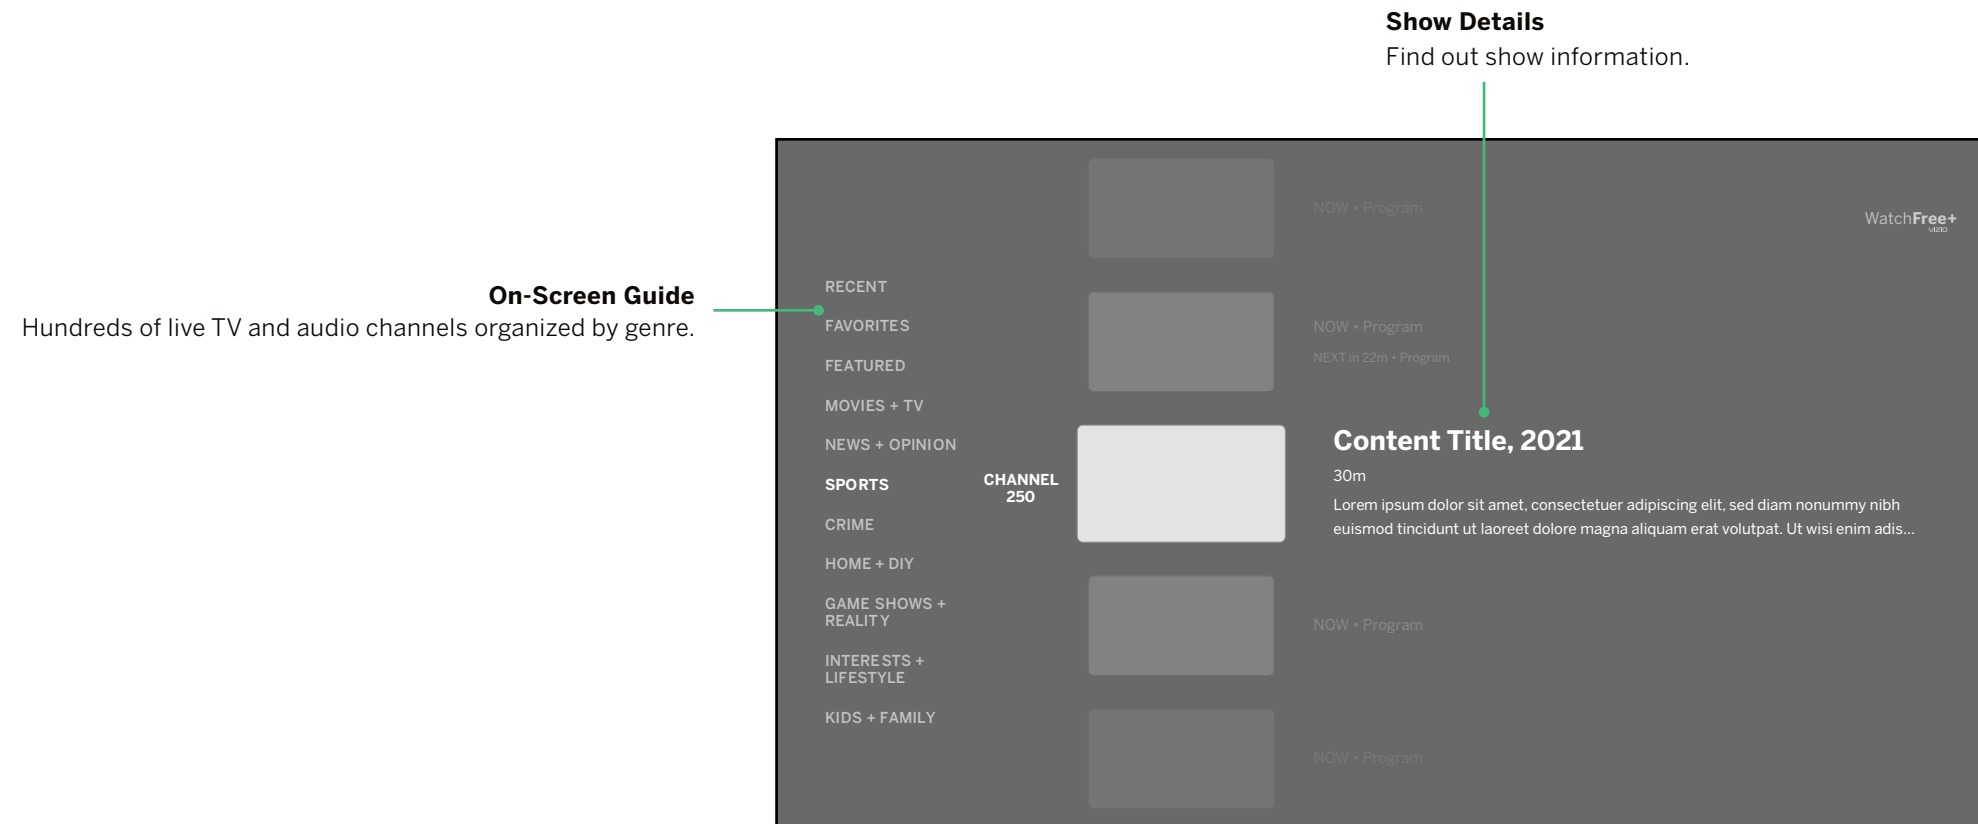 Show Details
Find out show information.
On-Screen Guide
Hundreds of live TV and audio channels organized by genre.
WatchFree+
VIZIO
RECENT
FAVORITES
FEATURED
MOVIES + TV
NEWS + OPINION
SPORTS
CRIME
HOME + DIY
GAME SHOWS +
REALITY
INTERESTS +
LIFESTYLE
KIDS + FAMILY
CHANNEL
250
NOW • Program
NOW • Program
NEXT in 22m • Program
Content Title, 2021
30m
Lorem ipsum dolor sit amet, consectetuer adipiscing elit, sed diam nonummy nibh
euismod tincidunt ut laoreet dolore magna aliquam erat volutpat. Ut wisi enim adis...
NOW • Program
NOW • Program